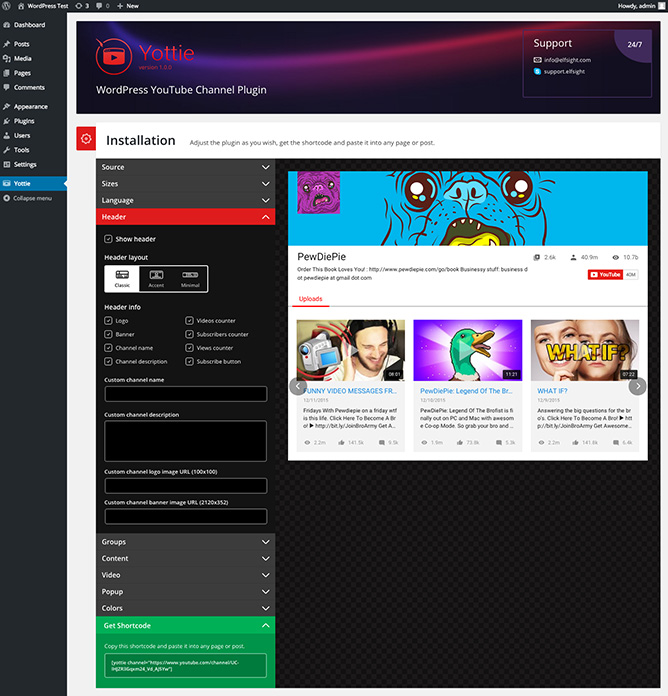 WordPress Test 3 0 + New
Howdy, admin
Dashboard
Posts
Media
Pages
Comments
Appearance
Plugins
Users
Tools
Settings
Yottie
Collapse menu
Yottie
version 1.0.0
WordPress YouTube Channel Plugin
Support
24/7
info@elfsight.com
support.elfsight
Installation
Adjust the plugin as you wish, get the shortcode and paste it into any page or post.
Source
Sizes
Language
Header
Show header
Header layout
Classic Accent Minimal
Header info
Logo Videos counter
Banner Subscribers counter
Channel name Views counter
Channel description Subscribe button
Custom channel name
Custom channel description
Custom channel logo image URL (100x100)
Custom channel banner image URL (2120x352)
Groups
Content
Video
Popup
Colors
Get Shortcode
Copy this shortcode and paste it into any page or post.
[yottie channel="https://www.youtube.com/channel/UC-
PewDiePie
2.6k 40.9m 10.7b
Order This Book Loves You! : http://www.pewdiepie.com/go/book Businessy stuff: business d
ot pewdiepie at gmail dot com
YouTube 40M
Uploads
08:01
FUNNY VIDEO MESSAGES FR...
12/11/2015
Fridays With Pewdiepie on a friday wtf
is this life. Click Here To Become A Br
o! ► http://bit.ly/JoinBroArmy Get A...
2.2m 141.5k 9.5k
11:21
PewDiePie: Legend Of The Br...
12/10/2015
PewDiePie: Legend Of The Brofist is fi
nally out on PC and Mac with awesom
e Co-op Mode. So grab your bro and ...
1.9m 73.8k 3.3k
WHAT IF?
07:22
WHAT IF?
12/9/2015
Answering the big questions for the br
o's. Click Here To Become A Bro! ►
http://bit.ly/JoinBroArmy Get Awesome...
2.2m 141.6k 6.4k